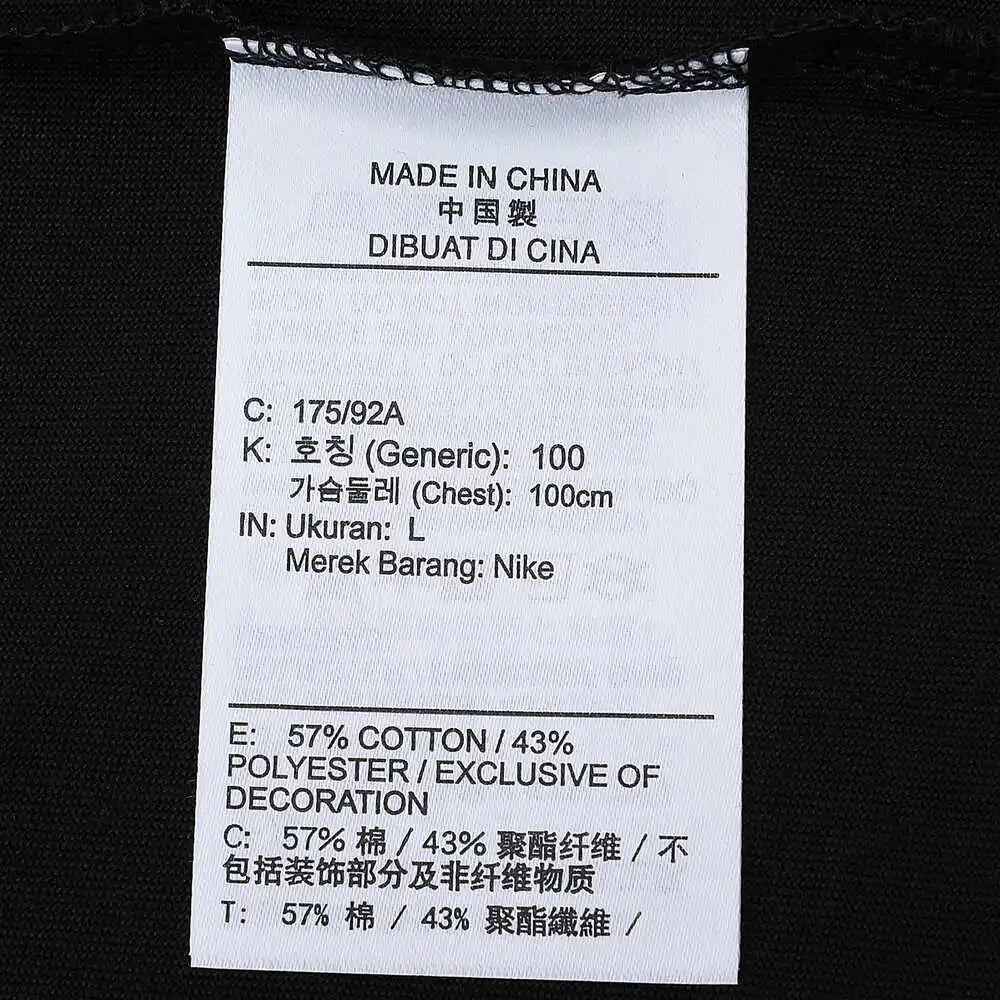 MADE IN CHINA
中国製
DIBUAT DI CINA
C: 175/92A
K: 호칭 (Generic): 100
가슴둘레 (Chest): 100cm
IN: Ukuran: L
Merek Barang: Nike
E: 57% COTTON / 43%
POLYESTER / EXCLUSIVE OF
DECORATION
C: 57% 棉 / 43% 聚酯纤维 / 不
包括装饰部分及非纤维物质
T: 57% 棉 / 43% 聚酯纖維 /